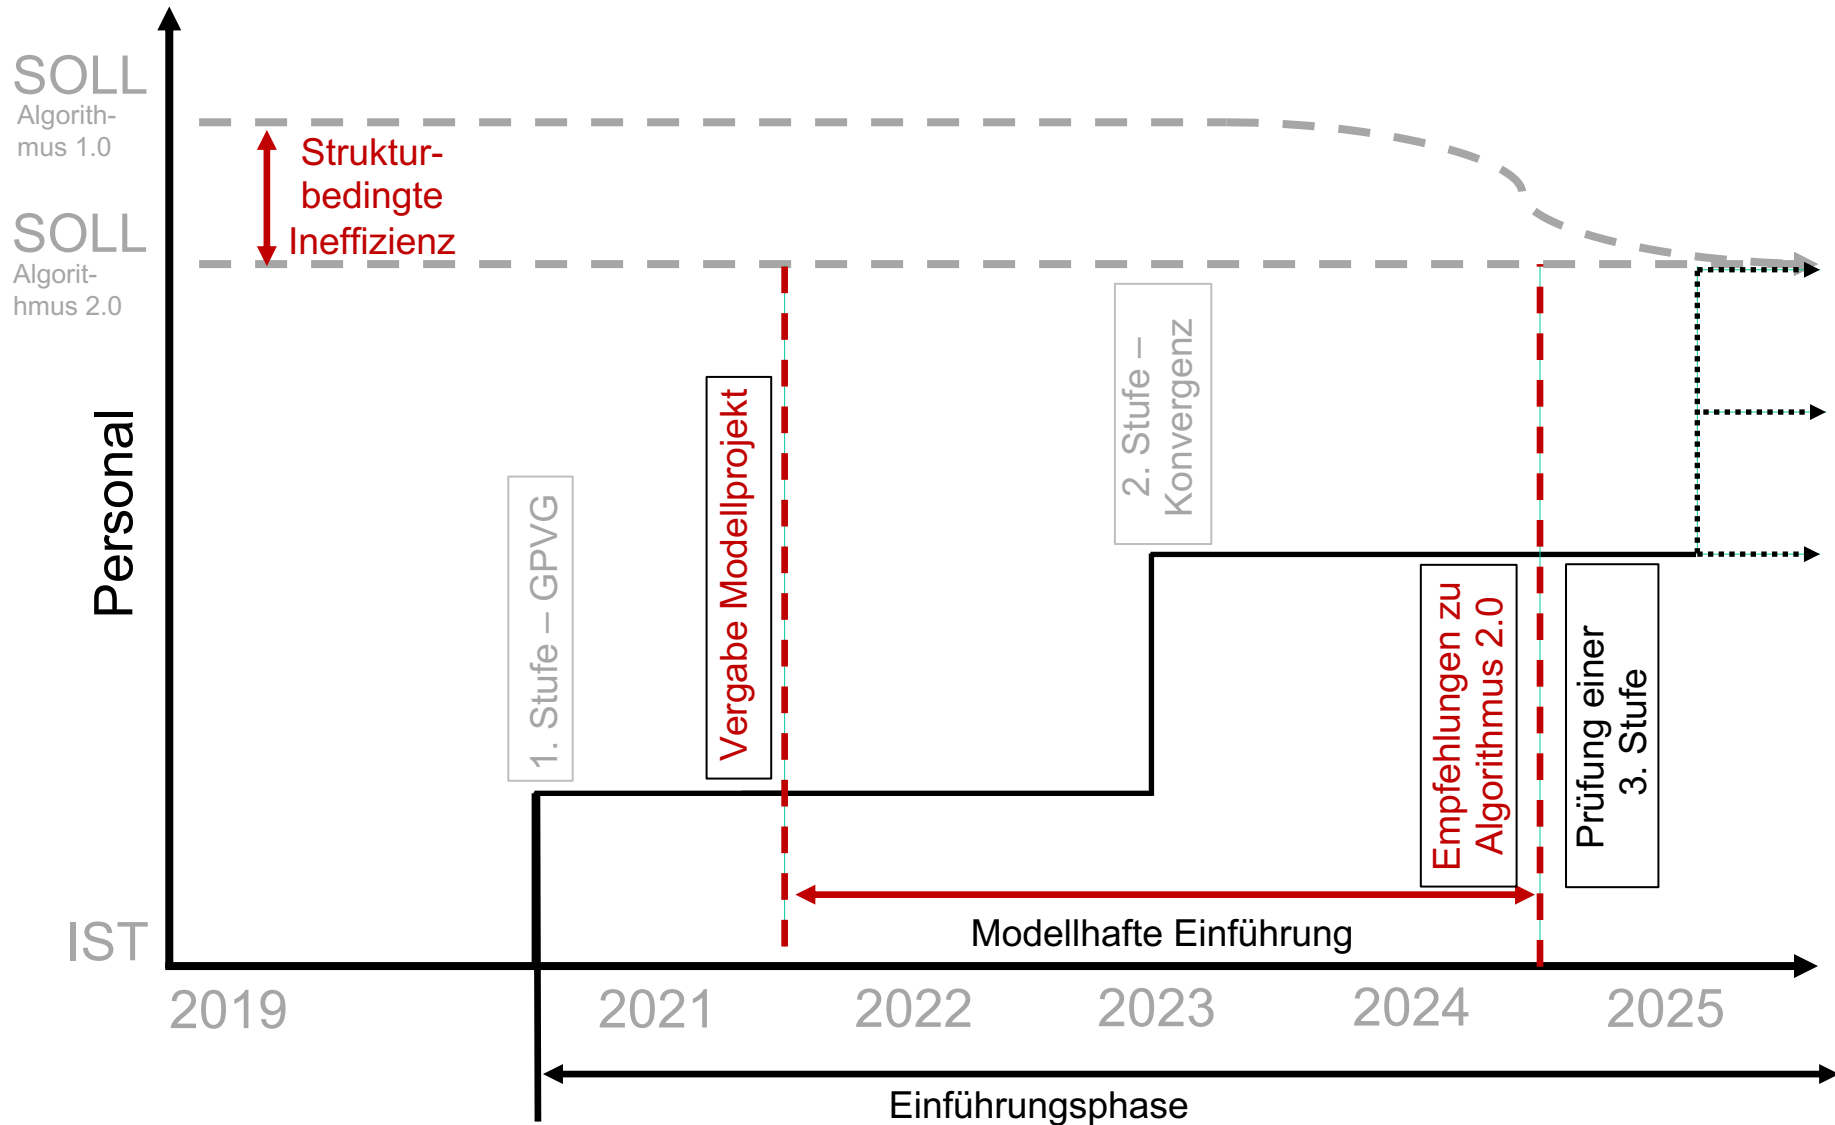 SOLL
Algorith-
mus 1.0
Struktur-
bedingte
Ineffizienz
SOLL
Algorit-
hmus 2.0
Personal
1. Stufe – GPVG
Vergabe Modellprojekt
2. Stufe –
Konvergenz
Empfehlungen zu
Algorithmus 2.0
Prüfung einer
3. Stufe
Modellhafte Einführung
IST
2019
2021
2022
2023
2024
2025
Einführungsphase